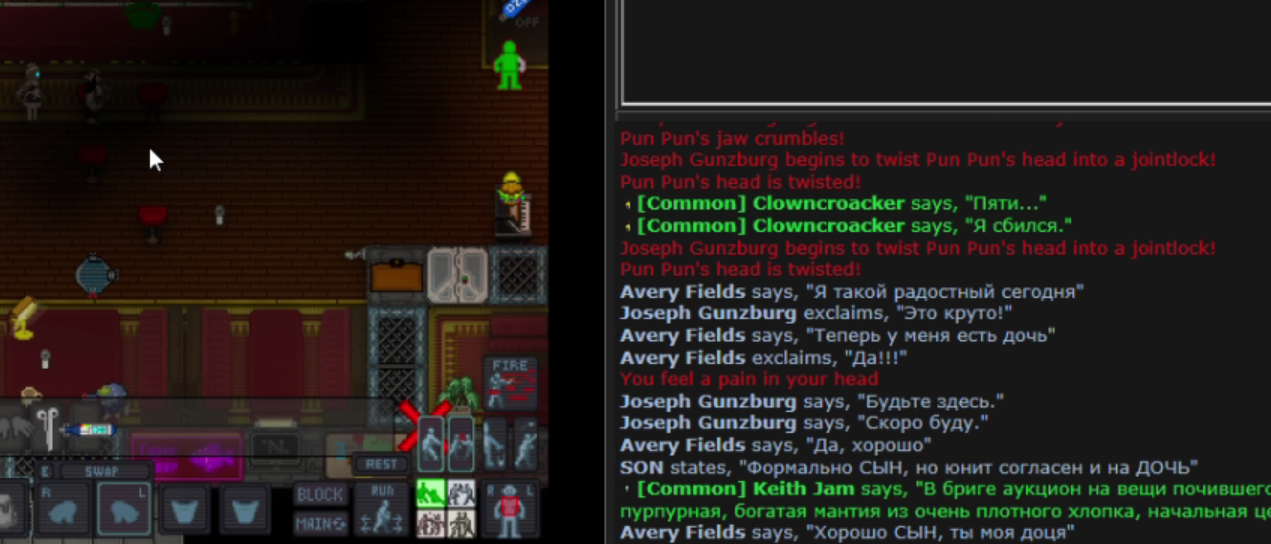 OFF
FIRE
REST
E SWAP
R L
BLOCK
RUN
R L
MAIN
Pun Pun's jaw crumbles!
Joseph Gunzburg begins to twist Pun Pun's head into a jointlock!
Pun Pun's head is twisted!
[Common] Clowncroacker says, "Пяти..."
[Common] Clowncroacker says, "Я сбился."
Joseph Gunzburg begins to twist Pun Pun's head into a jointlock!
Pun Pun's head is twisted!
Avery Fields says, "Я такой радостный сегодня"
Joseph Gunzburg exclaims, "Это круто!"
Avery Fields says, "Теперь у меня есть дочь"
Avery Fields exclaims, "Да!!!"
You feel a pain in your head
Joseph Gunzburg says, "Будьте здесь."
Joseph Gunzburg says, "Скоро буду."
Avery Fields says, "Да, хорошо"
SON states, "Формально СЫН, но юнит согласен и на ДОЧЬ"
[Common] Keith Jam says, "В бриге аукцион на вещи почившего
пурпурная, богатая мантия из очень плотного хлопка, начальная
Avery Fields says, "Хорошо СЫН, ты моя доця"